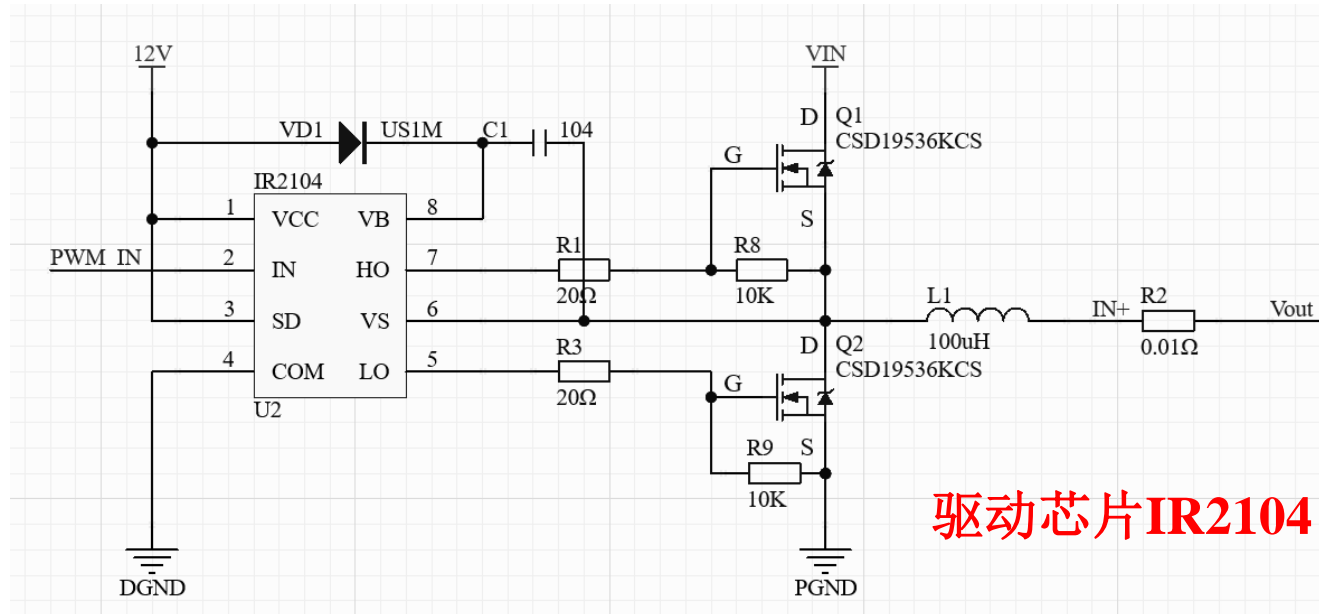 12V
VIN
VD1
US1M
C1
104
D
Q1
CSD19536KCS
G
S
IR2104
1
VCC
VB
8
PWM IN
2
IN
HO
7
R1
20Ω
R8
10K
3
SD
VS
6
L1
100uH
IN+
R2
0.01Ω
Vout
4
COM
LO
5
R3
20Ω
D
Q2
CSD19536KCS
G
S
U2
R9
10K
驱动芯片IR2104
DGND
PGND